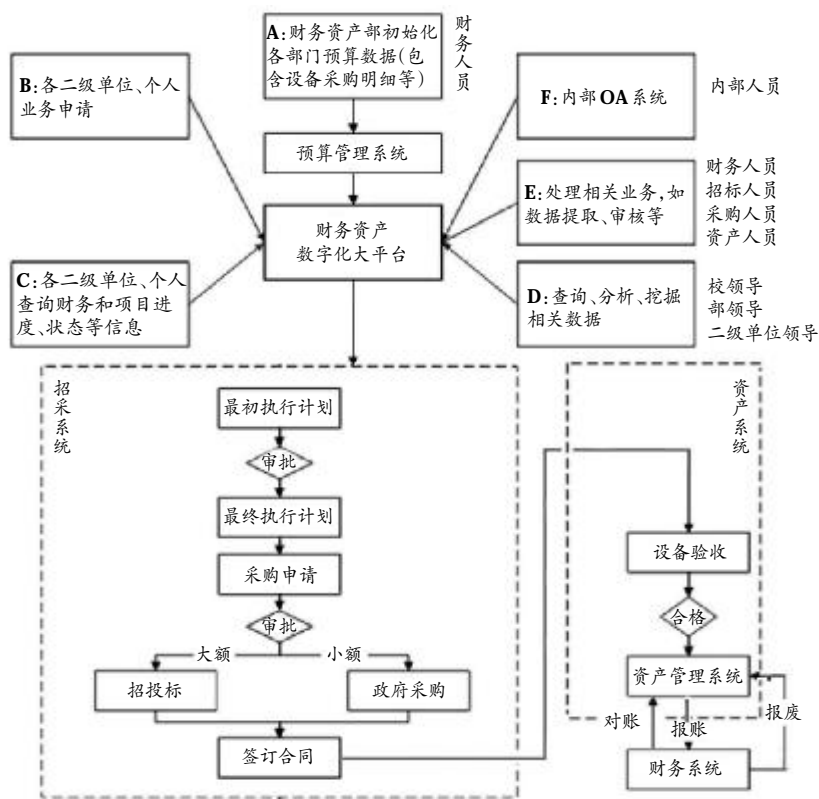 A:财务资产部初始化
各部门预算数据(包
含设备采购明细等)
财务人员
B:各二级单位、个人
业务申请
F:内部OA系统
内部人员
预算管理系统
E:处理相关业务,如
数据提取、审核等
财务人员
招标人员
采购人员
资产人员
财务资产
数字化大平台
C:各二级单位、个人
查询财务和项目进
度、状态等信息
D:查询、分析、挖掘
相关数据
校领导
部领导
二级单位领导
招采系统
最初执行计划
审批
最终执行计划
采购申请
审批
大额
小额
招投标
政府采购
签订合同
资产系统
设备验收
合格
资产管理系统
对账
报账
报废
财务系统